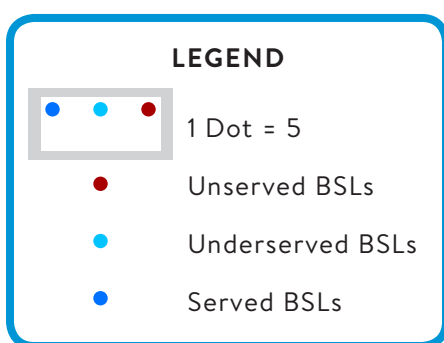 LEGEND
1 Dot = 5
Unserved BSLs
Underserved BSLs
Served BSLs